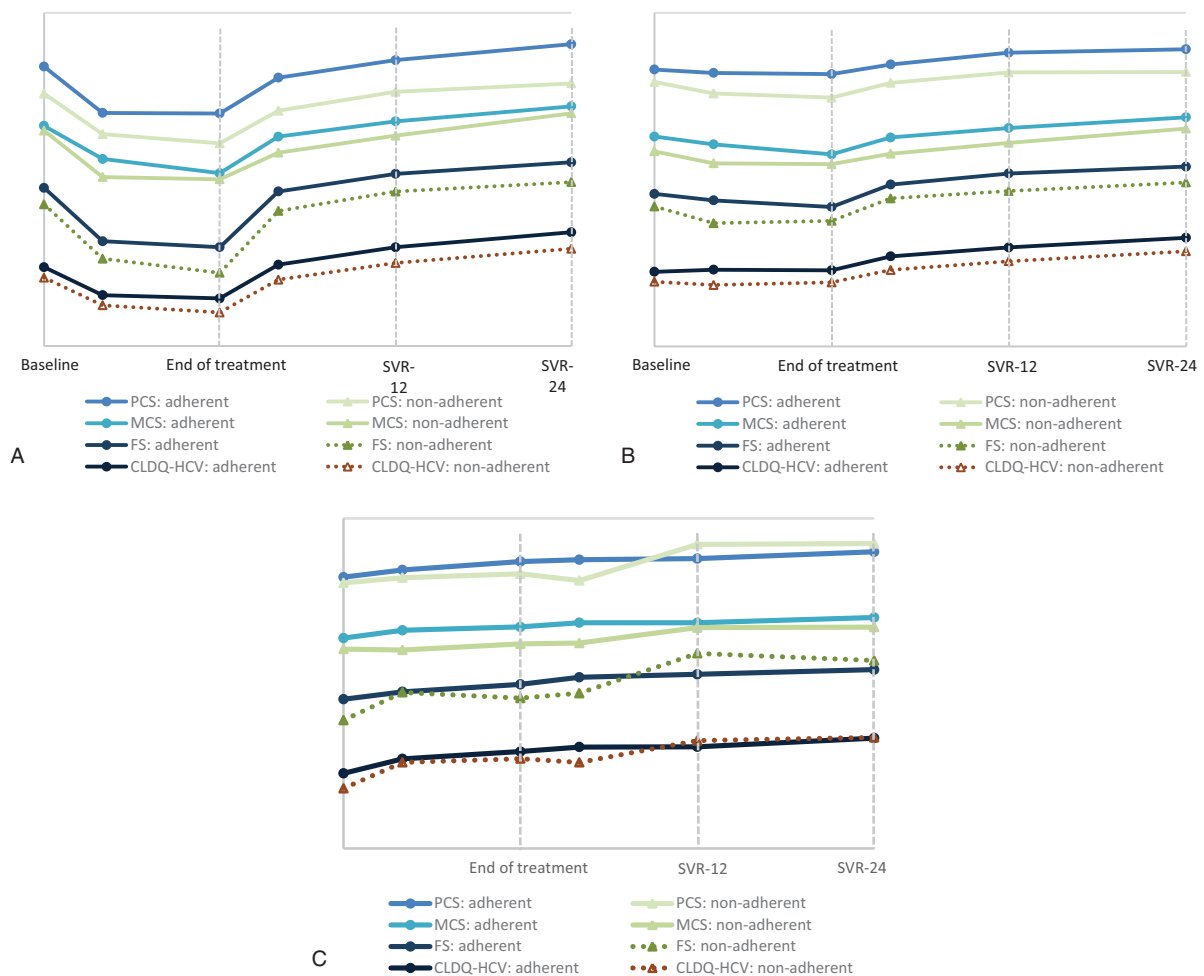 Baseline End of treatment SVR-12 SVR-24
PCS: adherent PCS: non-adherent
MCS: adherent MCS: non-adherent
FS: adherent FS: non-adherent
CLDQ-HCV: adherent CLDQ-HCV: non-adherent
A
Baseline End of treatment SVR-12 SVR-24
PCS: adherent PCS: non-adherent
MCS: adherent MCS: non-adherent
FS: adherent FS: non-adherent
CLDQ-HCV: adherent CLDQ-HCV: non-adherent
B
End of treatment SVR-12 SVR-24
PCS: adherent PCS: non-adherent
MCS: adherent MCS: non-adherent
FS: adherent FS: non-adherent
CLDQ-HCV: adherent CLDQ-HCV: non-adherent
C